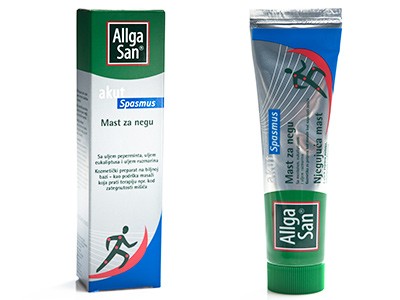 Allga
San®
akut
Spasmus
Mast za negu
Sa uljem peperminta, uljem
eukaliptusa i uljem ruzmarina
Kozmetički preparat na biljnoj
bazi – kao podrška masaži
koja prati terapiju npr. kod
zategnutosti mišića
akut
Spasmus
Mast za negu
Njegujuća mast
Allga
San®